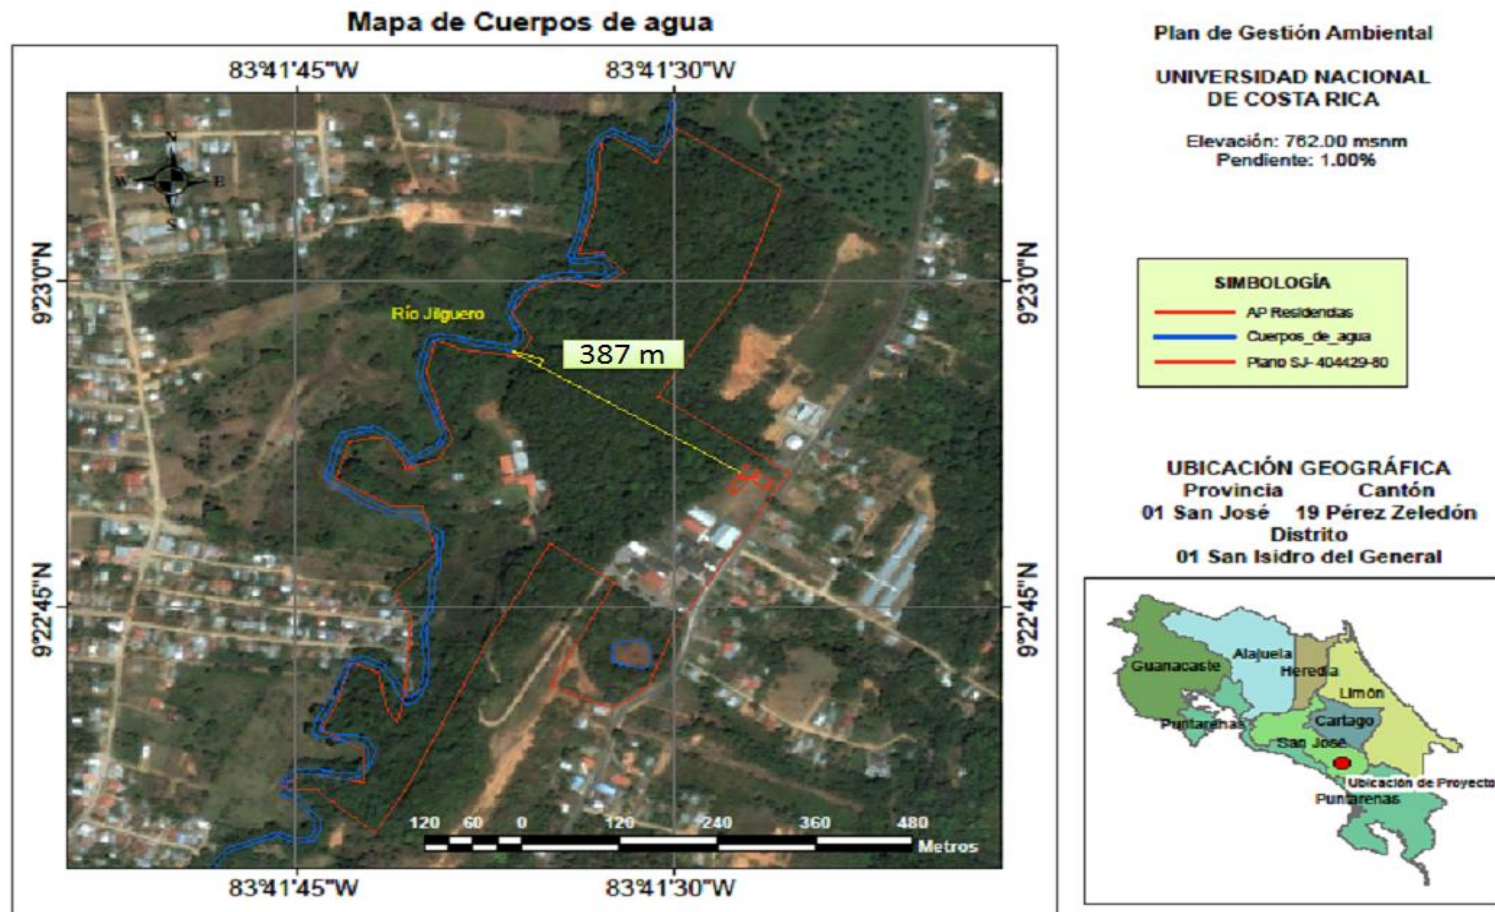 Mapa de Cuerpos de agua
83°41'45"W
83°41'30"W
N
W
E
S
9°23'0"N
9°23'0"N
Río Jilguero
387 m
9°22'45"N
9°22'45"N
120 60 0 120 240 360 480
Metros
83°41'45"W
83°41'30"W
Plan de Gestión Ambiental
UNIVERSIDAD NACIONAL
DE COSTA RICA
Elevación: 762.00 msnm
Pendiente: 1.00%
SIMBOLOGÍA
AP Residencias
Cuerpos_de_agua
Plano SJ- 404429-80
UBICACIÓN GEOGRÁFICA
Provincia Cantón
01 San José 19 Pérez Zeledón
Distrito
01 San Isidro del General
Guanacaste
Alajuela
Heredia
Limón
Puntarenas
San José
Cartago
Ubicación de Proyecto
Puntarenas